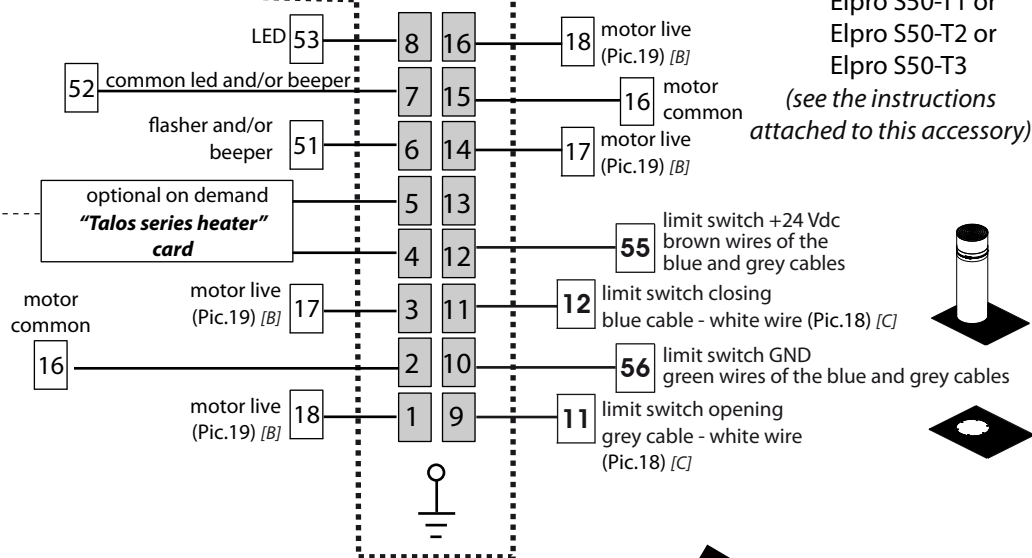 Elpro S50-T1 or
Elpro S50-T2 or
Elpro S50-T3
(see the instructions
attached to this accessory)
LED 53 8 16 18 motor live
(Pic.19) [B]
52 common led and/or beeper 7 15 16 motor
common
flasher and/or
beeper 51 6 14 17 motor live
(Pic.19) [B]
optional on demand
"Talos series heater"
card
5 13
4 12 55 limit switch +24 Vdc
brown wires of the
blue and grey cables
motor live
(Pic.19) [B] 17 3 11 12 limit switch closing
blue cable - white wire (Pic.18) [C]
motor
common
16 2 10 56 limit switch GND
green wires of the blue and grey cables
motor live
(Pic.19) [B] 18 1 9 11 limit switch opening
grey cable - white wire
(Pic.18) [C]